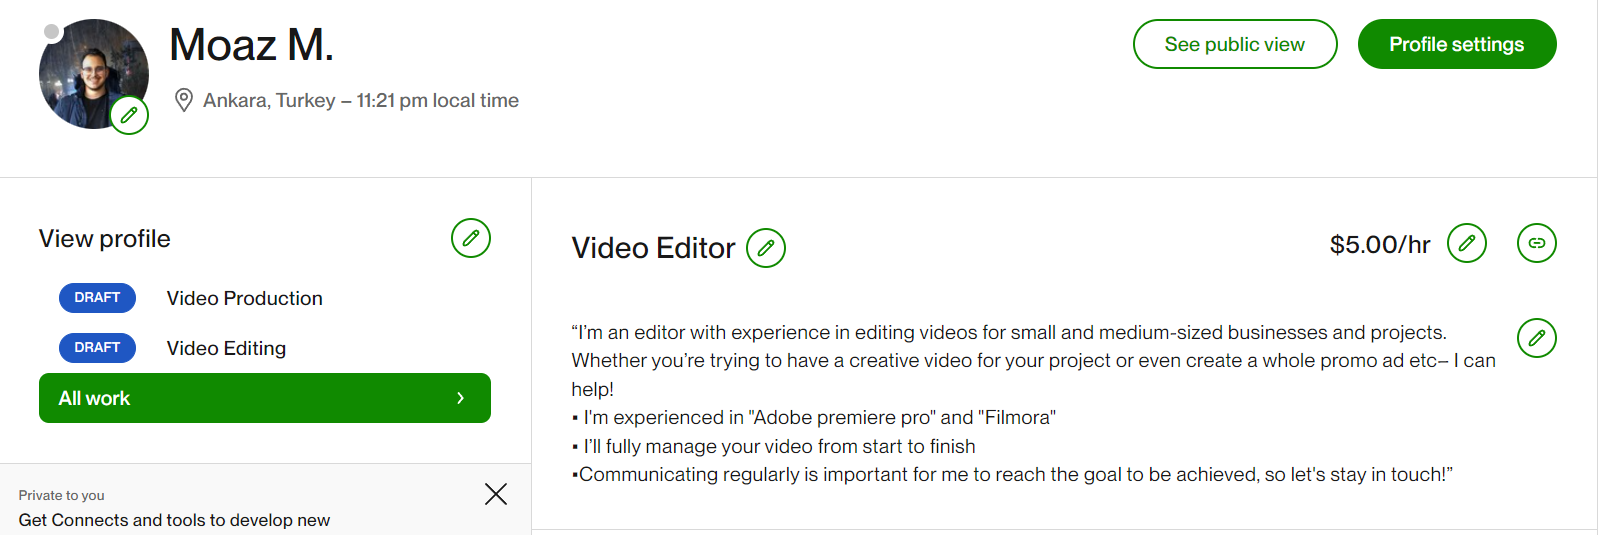 Moaz M.
Ankara, Turkey – 11:21 pm local time
See public view
Profile settings
View profile
DRAFT Video Production
DRAFT Video Editing
All work
Private to you
Get Connects and tools to develop new
Video Editor
$5.00/hr
“I’m an editor with experience in editing videos for small and medium-sized businesses and projects.
Whether you’re trying to have a creative video for your project or even create a whole promo ad etc– I can
help!
▪ I'm experienced in "Adobe premiere pro" and "Filmora"
▪ I’ll fully manage your video from start to finish
▪Communicating regularly is important for me to reach the goal to be achieved, so let's stay in touch!”